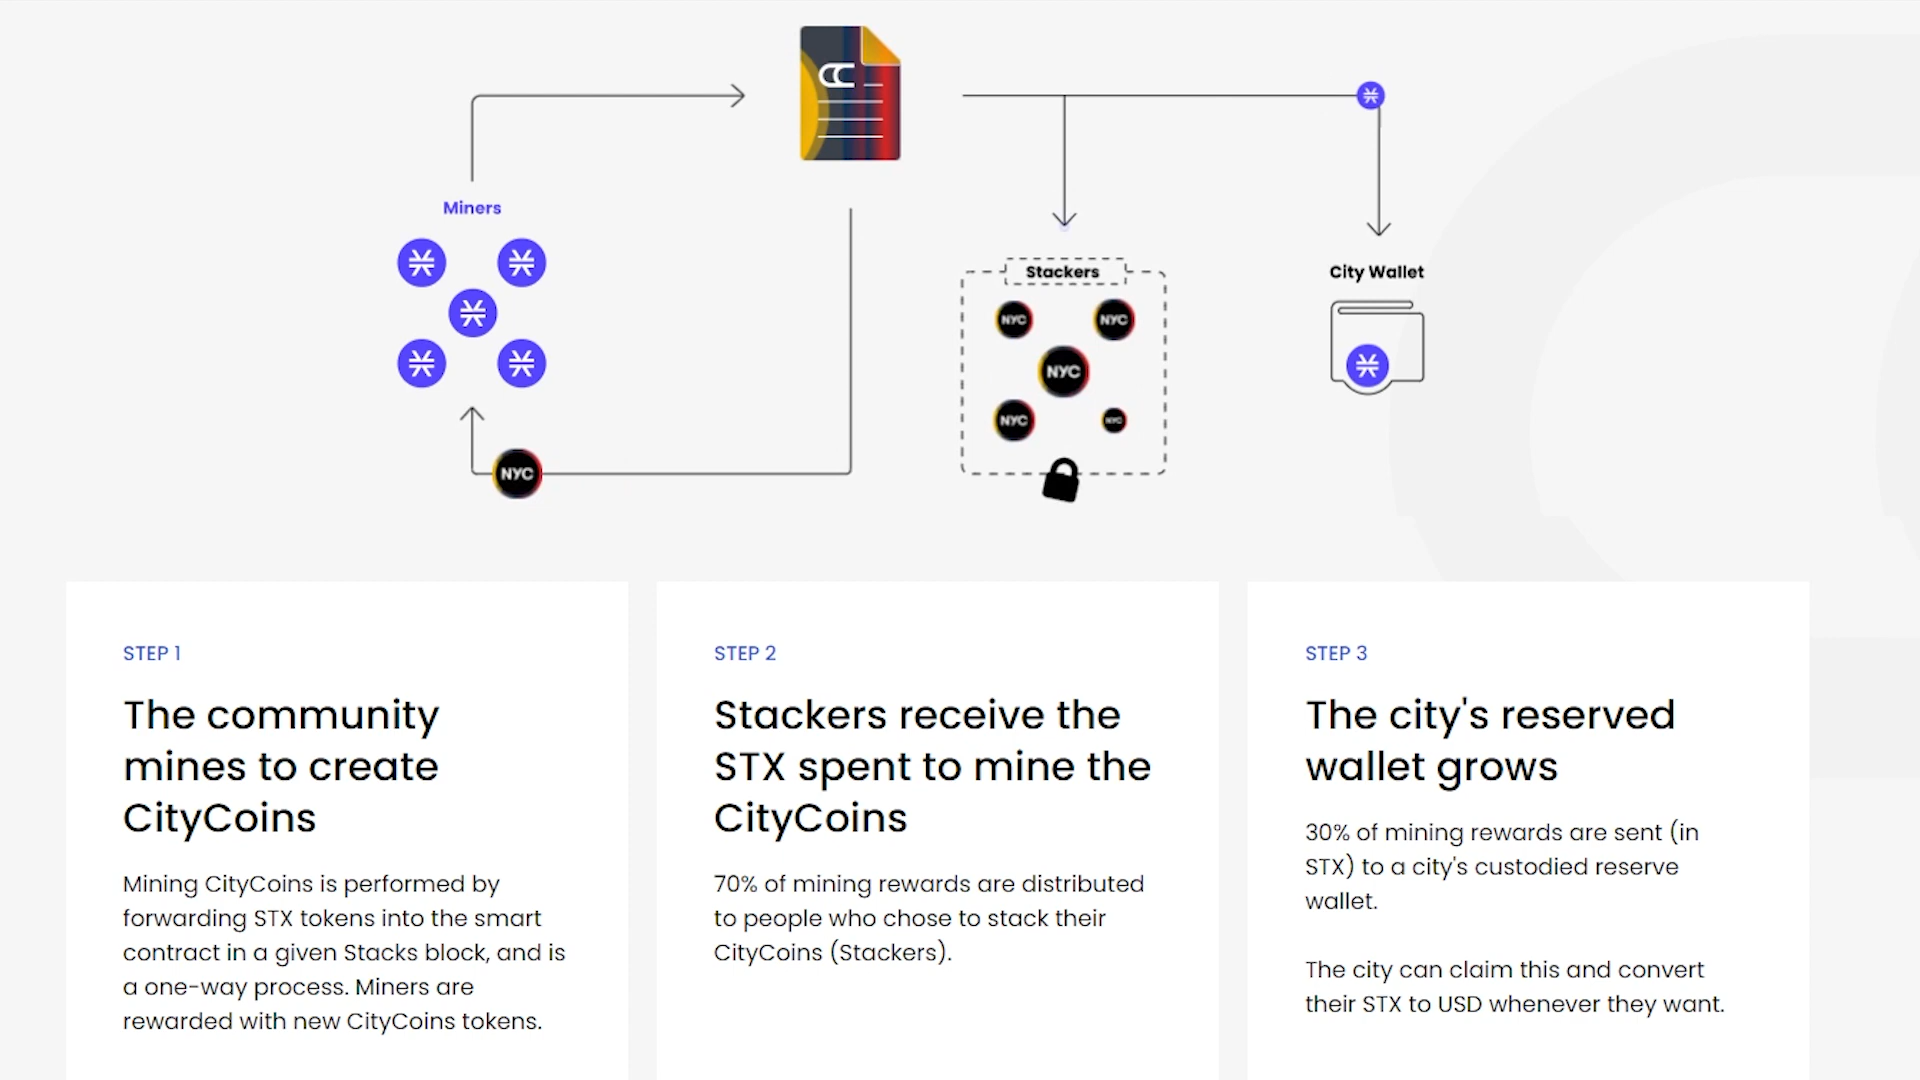 CC
Miners
Stackers
City Wallet
NYC
NYC
NYC
NYC
NYC
NYC
STEP 1
The community
mines to create
CityCoins
Mining CityCoins is performed by
forwarding STX tokens into the smart
contract in a given Stacks block, and is
a one-way process. Miners are
rewarded with new CityCoins tokens.
STEP 2
Stackers receive the
STX spent to mine the
CityCoins
70% of mining rewards are distributed
to people who chose to stack their
CityCoins (Stackers).
STEP 3
The city's reserved
wallet grows
30% of mining rewards are sent (in
STX) to a city's custodied reserve
wallet.
The city can claim this and convert
their STX to USD whenever they want.